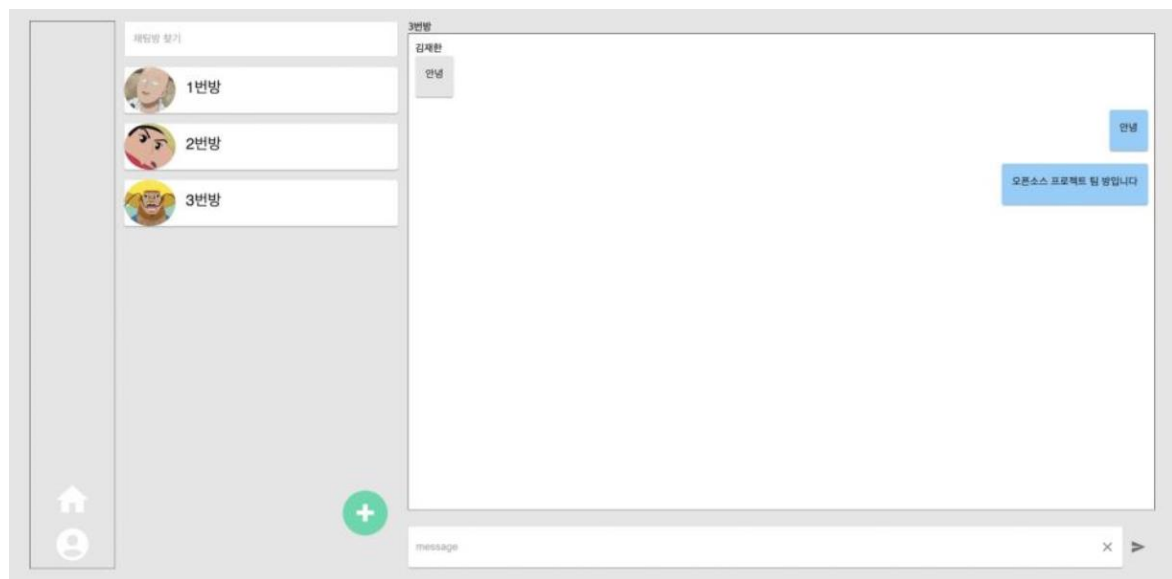 채팅방 찾기
1번방
2번방
3번방
3번방
김재환
안녕
안녕
오픈소스 프로젝트 팀 방입니다
message